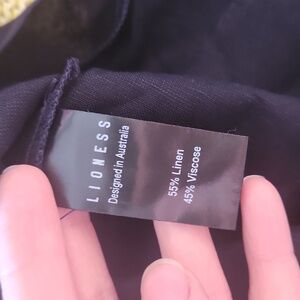 LIONESS
Designed in Australia
55% Linen
45% Viscose